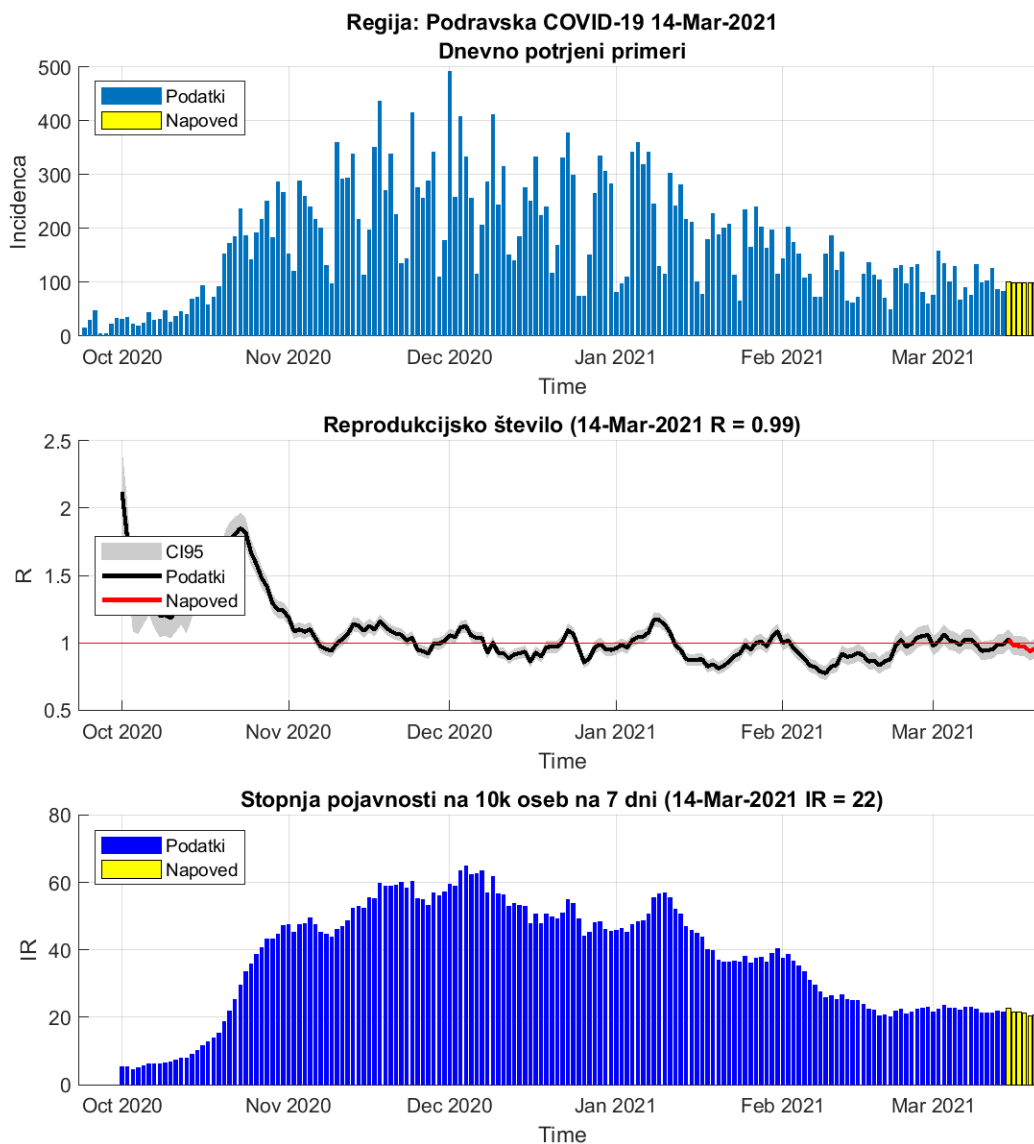 Regija: Podravska COVID-19 14-Mar-2021
Dnevno potrjeni primeri
500
400
300
200
100
0
Incidenca
Podatki
Napoved
Oct 2020 Nov 2020 Dec 2020 Jan 2021 Feb 2021 Mar 2021
Time
Reprodukcijsko število (14-Mar-2021 R = 0.99)
2.5
2
1.5
1
0.5
R
CI95
Podatki
Napoved
Oct 2020 Nov 2020 Dec 2020 Jan 2021 Feb 2021 Mar 2021
Time
Stopnja pojavnosti na 10k oseb na 7 dni (14-Mar-2021 IR = 22)
80
60
40
20
0
IR
Podatki
Napoved
Oct 2020 Nov 2020 Dec 2020 Jan 2021 Feb 2021 Mar 2021
Time